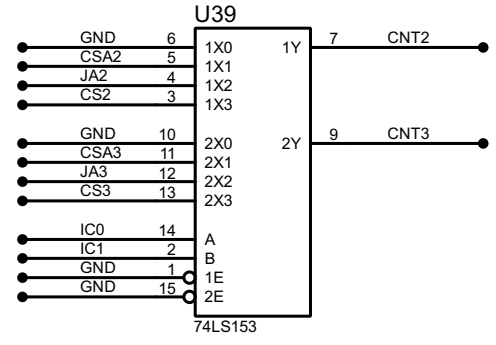 U39
GND 6 1X0 1Y 7 CNT2
CSA2 5 1X1
JA2 4 1X2
CS2 3 1X3
GND 10 2X0 2Y 9 CNT3
CSA3 11 2X1
JA3 12 2X2
CS3 13 2X3
IC0 14 A
IC1 2 B
GND 1 1E
GND 15 2E
74LS153